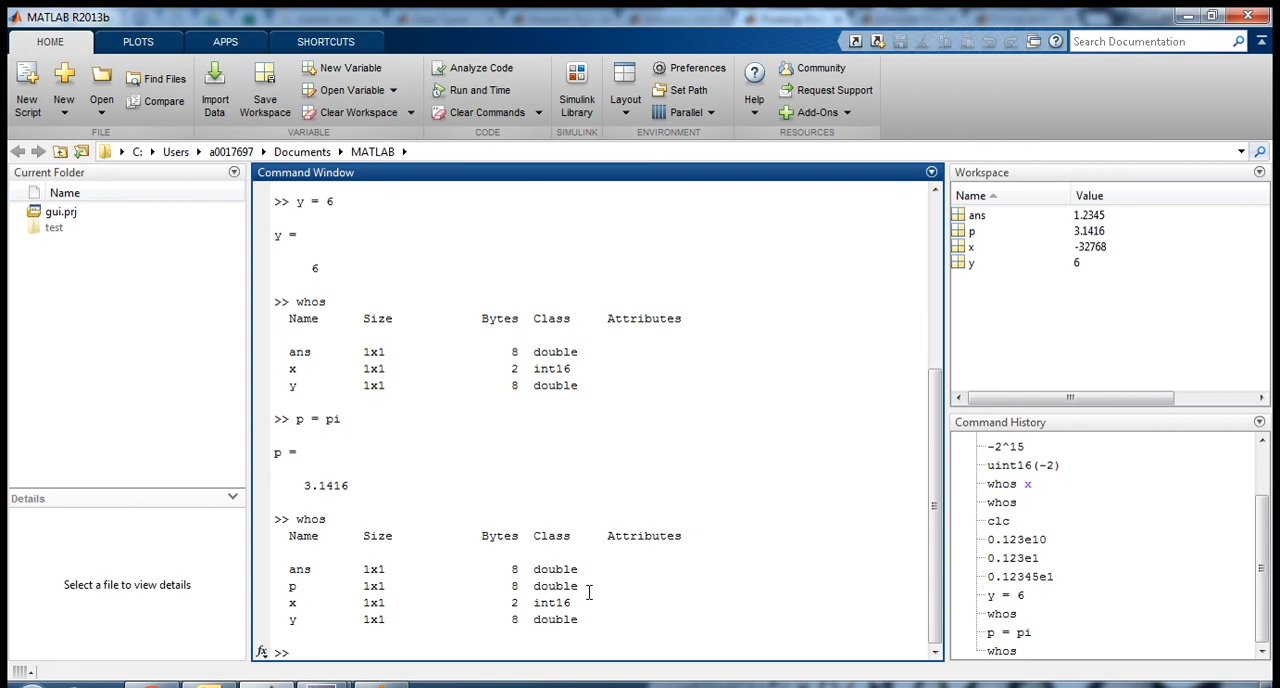 MATLAB R2013b
HOME PLOTS APPS SHORTCUTS Search Documentation
New Script New Open Find Files Compare
Import Data Save Workspace New Variable Open Variable Clear Workspace
Analyze Code Run and Time Clear Commands
Simulink Library Layout Preferences Set Path Parallel
Help Community Request Support Add-Ons
FILE VARIABLE CODE SIMULINK ENVIRONMENT RESOURCES
C: Users a0017697 Documents MATLAB
Current Folder
Name
gui.prj
test
Details
Select a file to view details
Command Window
>> y = 6
y =
6
>> whos
Name Size Bytes Class Attributes
ans 1x1 8 double
x 1x1 2 int16
y 1x1 8 double
>> p = pi
p =
3.1416
>> whos
Name Size Bytes Class Attributes
ans 1x1 8 double
p 1x1 8 double
x 1x1 2 int16
y 1x1 8 double
fx >>
Workspace
Name Value
ans 1.2345
p 3.1416
x -32768
y 6
Command History
-2^15
uint16(-2)
whos x
whos
clc
0.123e10
0.123e1
0.12345e1
y = 6
whos
p = pi
whos